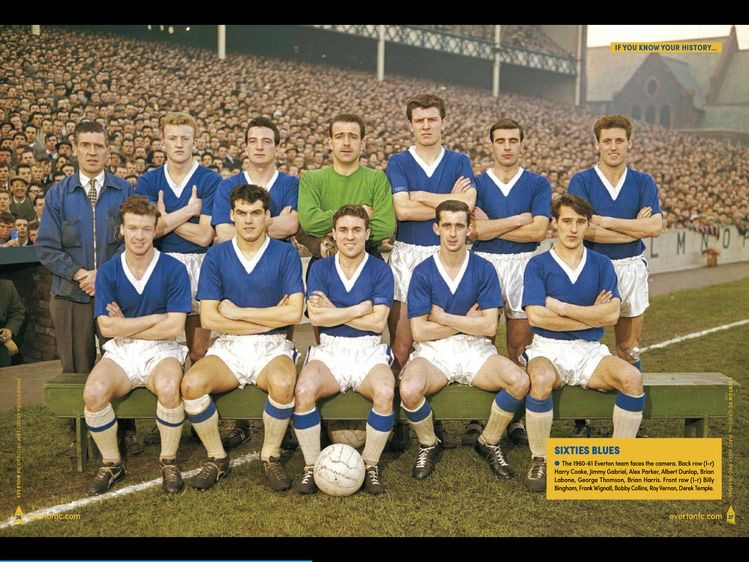 IF YOU KNOW YOUR HISTORY...
L M N O
SIXTIES BLUES
The 1960-61 Everton team faces the camera. Back row (l-r)
Harry Cooke, Jimmy Gabriel, Alex Parker, Albert Dunlop, Brian
Labone, George Thomson, Brian Harris. Front row (l-r) Billy
Bingham, Frank Wignall, Bobby Collins, Roy Vernon, Derek Temple.
36 evertonfc.com
evertonfc.com 37